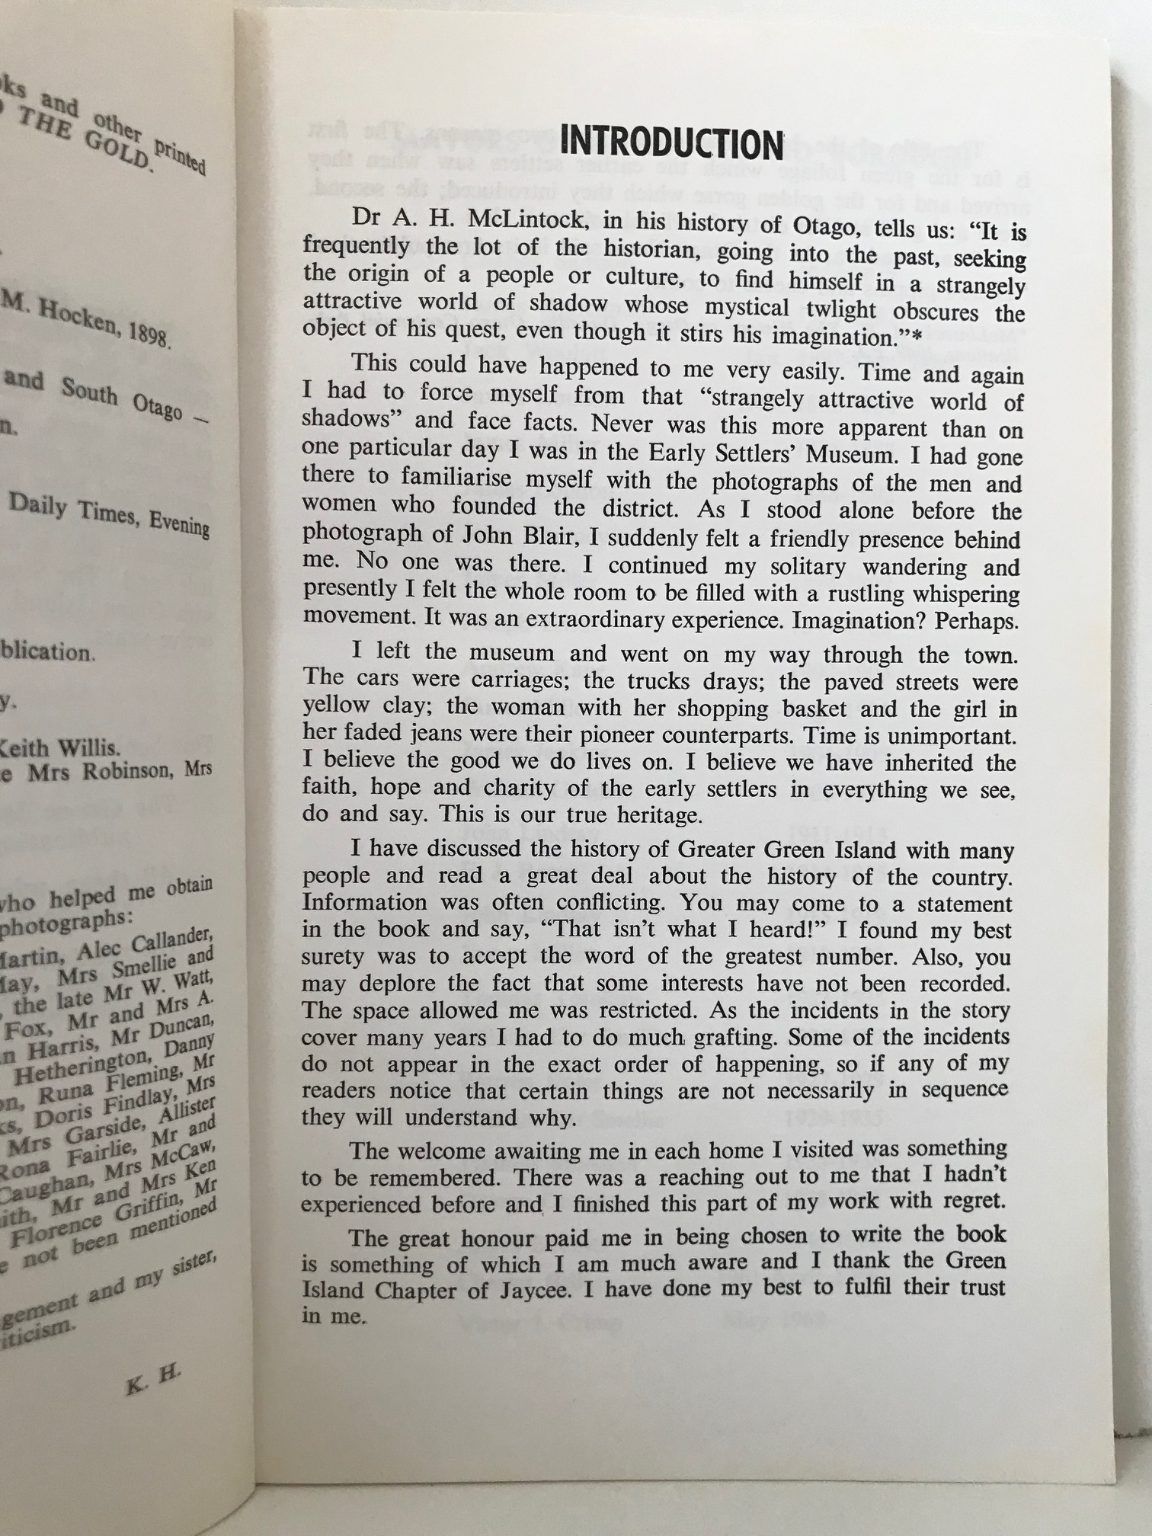 and other printed
THE GOLD.
M. Hocken, 1898.
and South Otago —
Daily Times, Evening
Keith Willis.
Mrs Robinson, Mrs
who helped me obtain
photographs:
Martin, Alec Callander,
May, Mrs Smellie and
the late Mr W. Watt,
Fox, Mr and Mrs A.
Harris, Mr Duncan,
Hetherington, Danny
Runa Fleming, Mr
Doris Findlay, Mrs
Mrs Garside, Allister
Rona Fairlie, Mr and
Caughan, Mrs McCaw,
Mr and Mrs Ken
Florence Griffin, Mr
not been mentioned
and my sister,
K. H.
INTRODUCTION
Dr A. H. McLintock, in his history of Otago, tells us: “It is
frequently the lot of the historian, going into the past, seeking
the origin of a people or culture, to find himself in a strangely
attractive world of shadow whose mystical twlight obscures the
object of his quest, even though it stirs his imagination.”*
This could have happened to me very easily. Time and again
I had to force myself from that “strangely attractive world of
shadows” and face facts. Never was this more apparent than on
one particular day I was in the Early Settlers’ Museum. I had gone
there to familiarise myself with the photographs of the men and
women who founded the district. As I stood alone before the
photograph of John Blair, I suddenly felt a friendly presence behind
me. No one was there. I continued my solitary wandering and
presently I felt the whole room to be filled with a rustling whispering
movement. It was an extraordinary experience. Imagination? Perhaps.
I left the museum and went on my way through the town.
The cars were carriages; the trucks drays; the paved streets were
yellow clay; the woman with her shopping basket and the girl in
her faded jeans were their pioneer counterparts. Time is unimportant.
I believe the good we do lives on. I believe we have inherited the
faith, hope and charity of the early settlers in everything we see,
do and say. This is our true heritage.
I have discussed the history of Greater Green Island with many
people and read a great deal about the history of the country.
Information was often conflicting. You may come to a statement
in the book and say, “That isn’t what I heard!” I found my best
surety was to accept the word of the greatest number. Also, you
may deplore the fact that some interests have not been recorded.
The space allowed me was restricted. As the incidents in the story
cover many years I had to do much grafting. Some of the incidents
do not appear in the exact order of happening, so if any of my
readers notice that certain things are not necessarily in sequence
they will understand why.
The welcome awaiting me in each home I visited was something
to be remembered. There was a reaching out to me that I hadn’t
experienced before and I finished this part of my work with regret.
The great honour paid me in being chosen to write the book
is something of which I am much aware and I thank the Green
Island Chapter of Jaycee. I have done my best to fulfil their trust
in me.